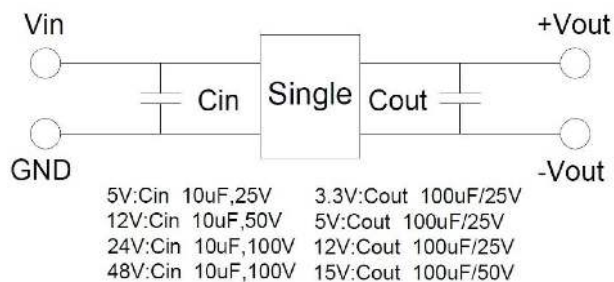 Vin
+Vout
Cin
Single
Cout
GND
-Vout
5V:Cin 10uF,25V
3.3V:Cout 100uF/25V
12V:Cin 10uF,50V
5V:Cout 100uF/25V
24V:Cin 10uF,100V
12V:Cout 100uF/25V
48V:Cin 10uF,100V
15V:Cout 100uF/50V